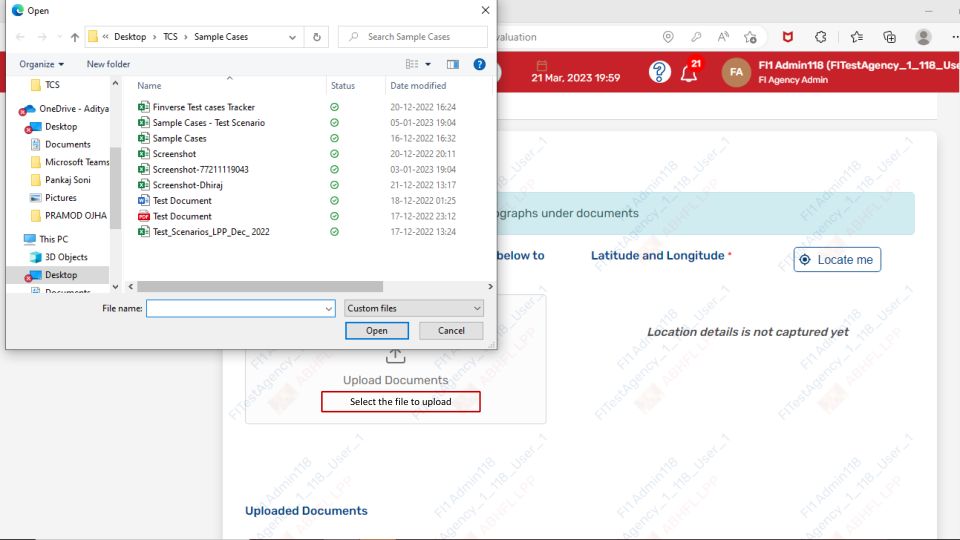 Open
« Desktop > TCS > Sample Cases
Search Sample Cases
Organize
New folder
?
TCS
OneDrive - Aditya
Desktop
Documents
Microsoft Teams
Pankaj Soni
Pictures
PRAMOD OJHA
This PC
3D Objects
Desktop
Documents
Name Status Date modified
Finverse Test cases Tracker 20-12-2022 16:24
Sample Cases - Test Scenario 05-01-2023 19:04
Sample Cases 16-12-2022 16:32
Screenshot 20-12-2022 20:11
Screenshot-77211119043 03-01-2023 19:04
Screenshot-Dhiraj 21-12-2022 13:17
Test Document 18-12-2022 01:25
PDF Test Document 17-12-2022 23:12
Test_Scenarios_LPP_Dec_ 2022 17-12-2022 13:24
File name:
Custom files
Open
Cancel
valuation
21 Mar, 2023 19:59
?
21
FA
FI1 Admin118 (FITestAgency_1_118_Use
FI Agency Admin
ographs under documents
below to
Latitude and Longitude *
Locate me
Location details is not captured yet
Upload Documents
Select the file to upload
Uploaded Documents
FI1 Admin118
FITestAgency_1_118_User_1
ABHFL LPP